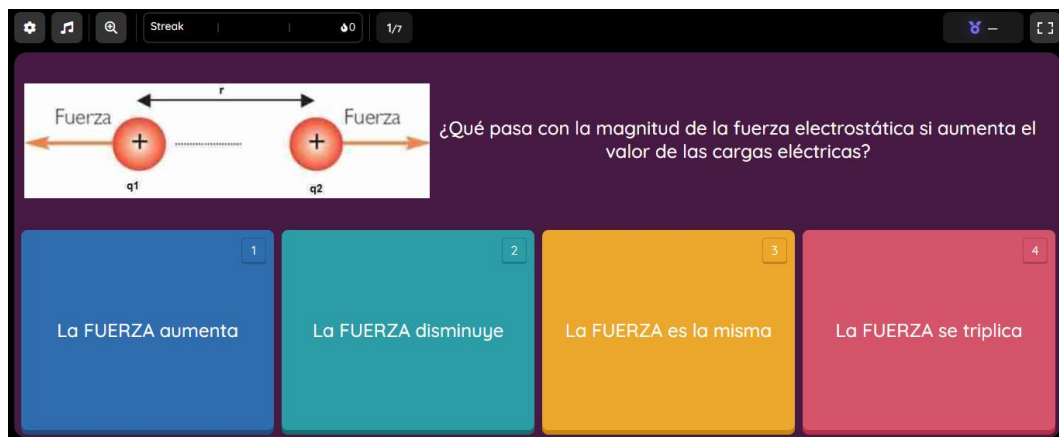 Streak
0
1/7
r
Fuerza
Fuerza
+
+
q1
q2
¿Qué pasa con la magnitud de la fuerza electrostática si aumenta el
valor de las cargas eléctricas?
1
La FUERZA aumenta
2
La FUERZA disminuye
3
La FUERZA es la misma
4
La FUERZA se triplica